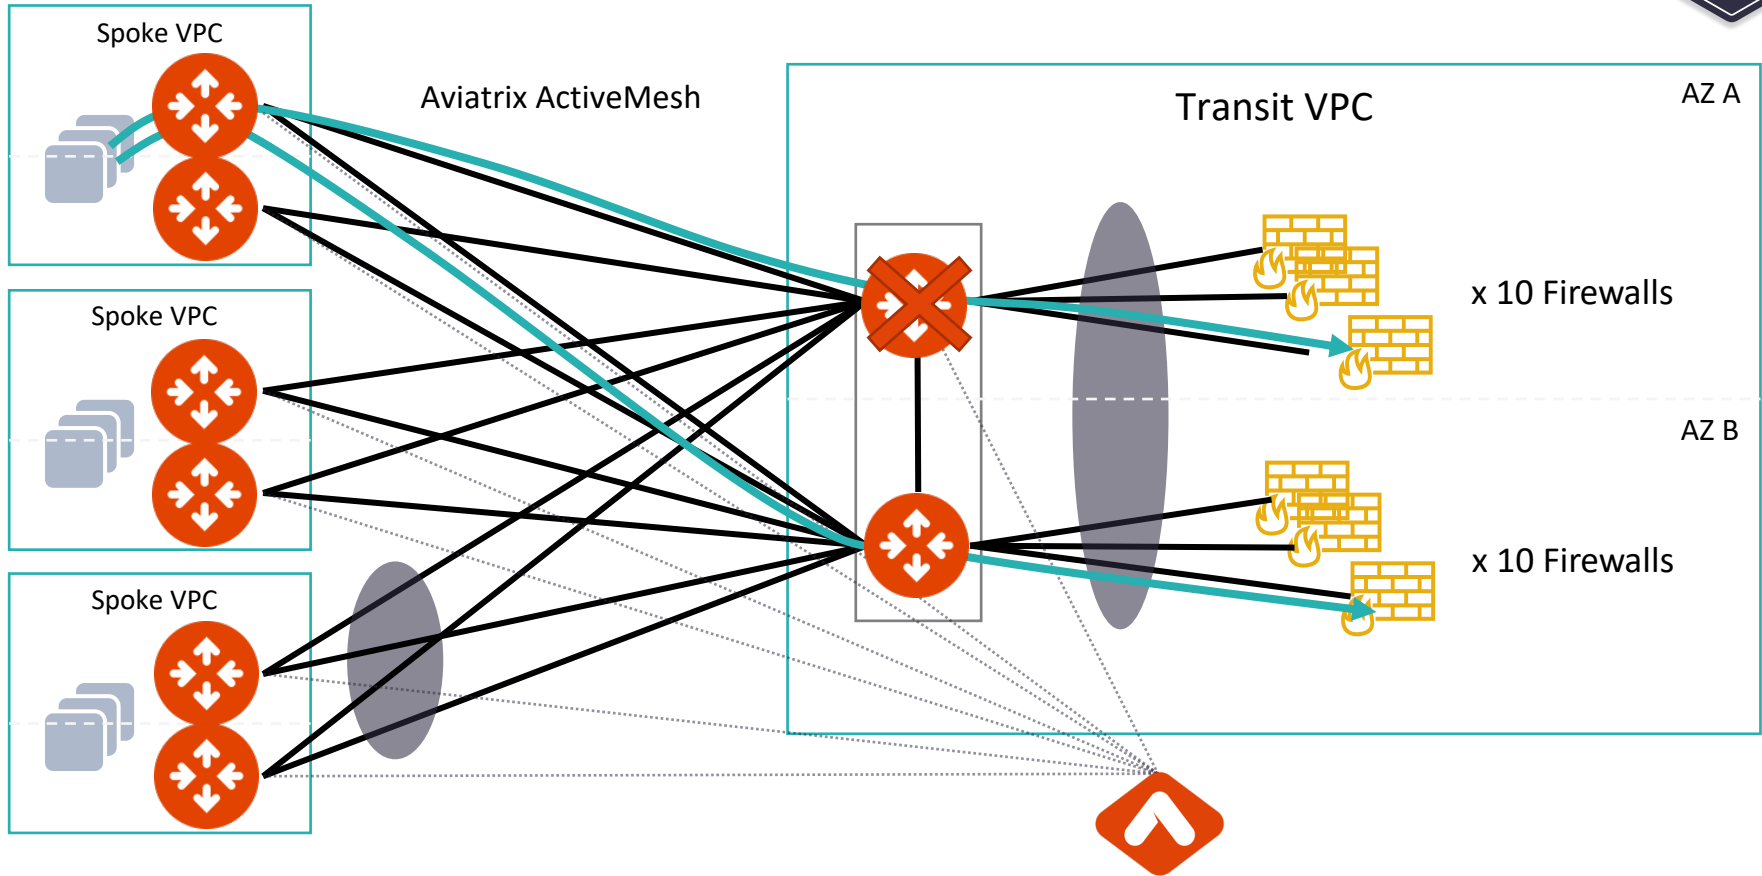 Spoke VPC
Aviatrix ActiveMesh
Transit VPC
AZ A
x 10 Firewalls
Spoke VPC
AZ B
x 10 Firewalls
Spoke VPC